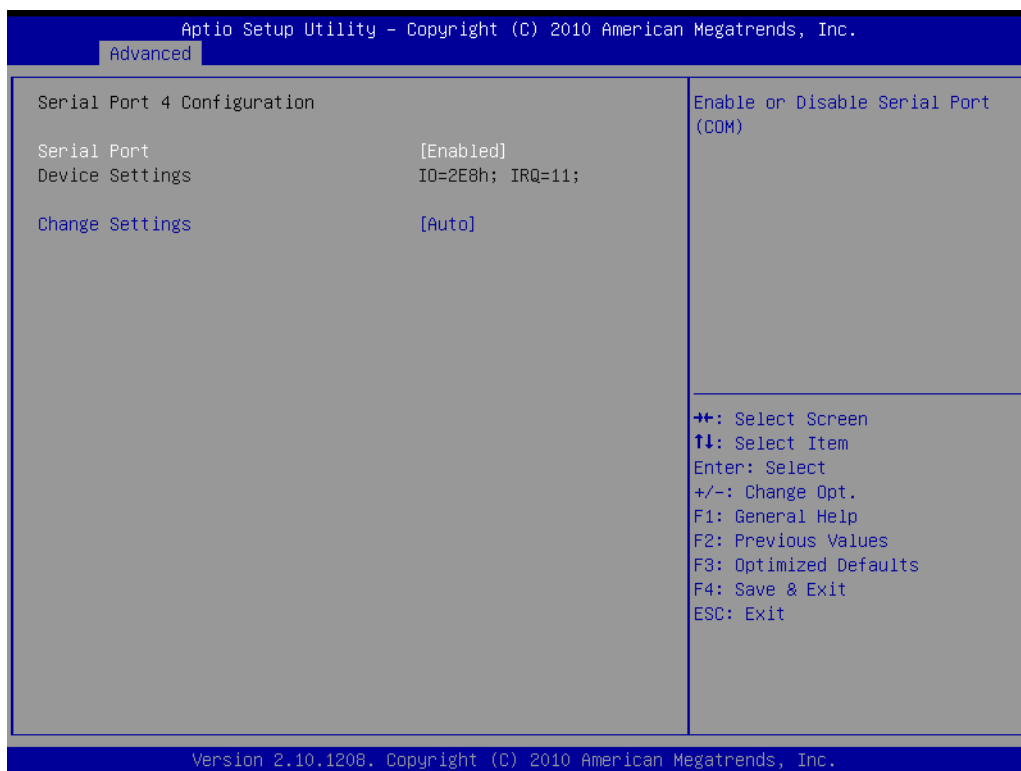 Aptio Setup Utility – Copyright (C) 2010 American Megatrends, Inc.
Advanced
Serial Port 4 Configuration
Serial Port [Enabled]
Device Settings IO=2E8h; IRQ=11;
Change Settings [Auto]
Enable or Disable Serial Port
(COM)
→←: Select Screen
↑↓: Select Item
Enter: Select
+/-: Change Opt.
F1: General Help
F2: Previous Values
F3: Optimized Defaults
F4: Save & Exit
ESC: Exit
Version 2.10.1208. Copyright (C) 2010 American Megatrends, Inc.